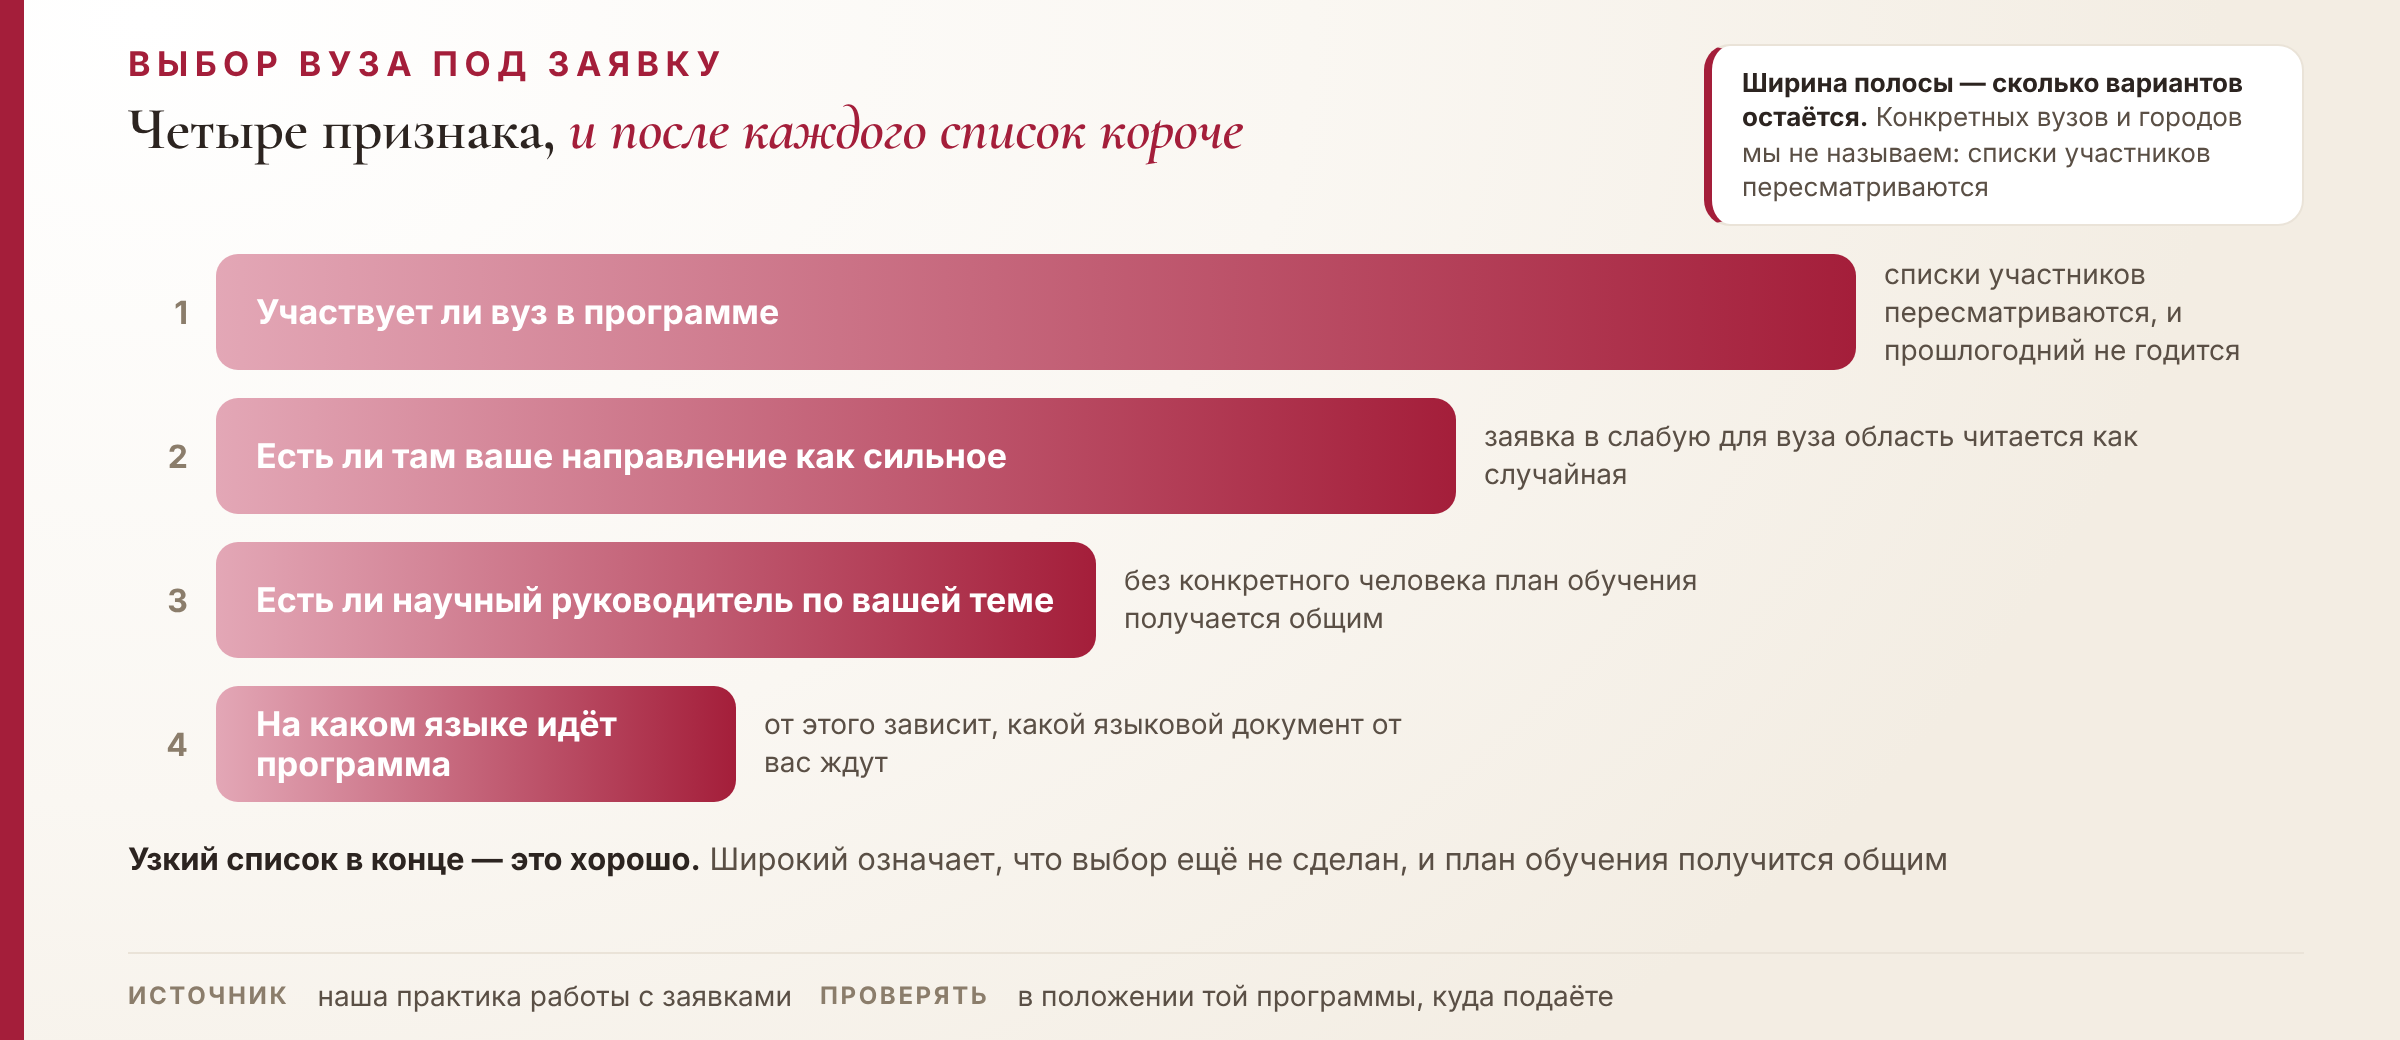 ВЫБОР ВУЗА ПОД ЗАЯВКУ
Четыре признака, и после каждого список короче
Ширина полосы — сколько вариантов
остаётся. Конкретных вузов и городов
мы не называем: списки участников
пересматриваются
1
Участвует ли вуз в программе
списки участников
пересматриваются, и
прошлогодний не годится
2
Есть ли там ваше направление как сильное
заявка в слабую для вуза область читается как
случайная
3
Есть ли научный руководитель по вашей теме
без конкретного человека план обучения
получается общим
4
На каком языке идёт
программа
от этого зависит, какой языковой документ от
вас ждут
Узкий список в конце — это хорошо. Широкий означает, что выбор ещё не сделан, и план обучения получится общим
ИСТОЧНИК наша практика работы с заявками ПРОВЕРЯТЬ в положении той программы, куда подаёте